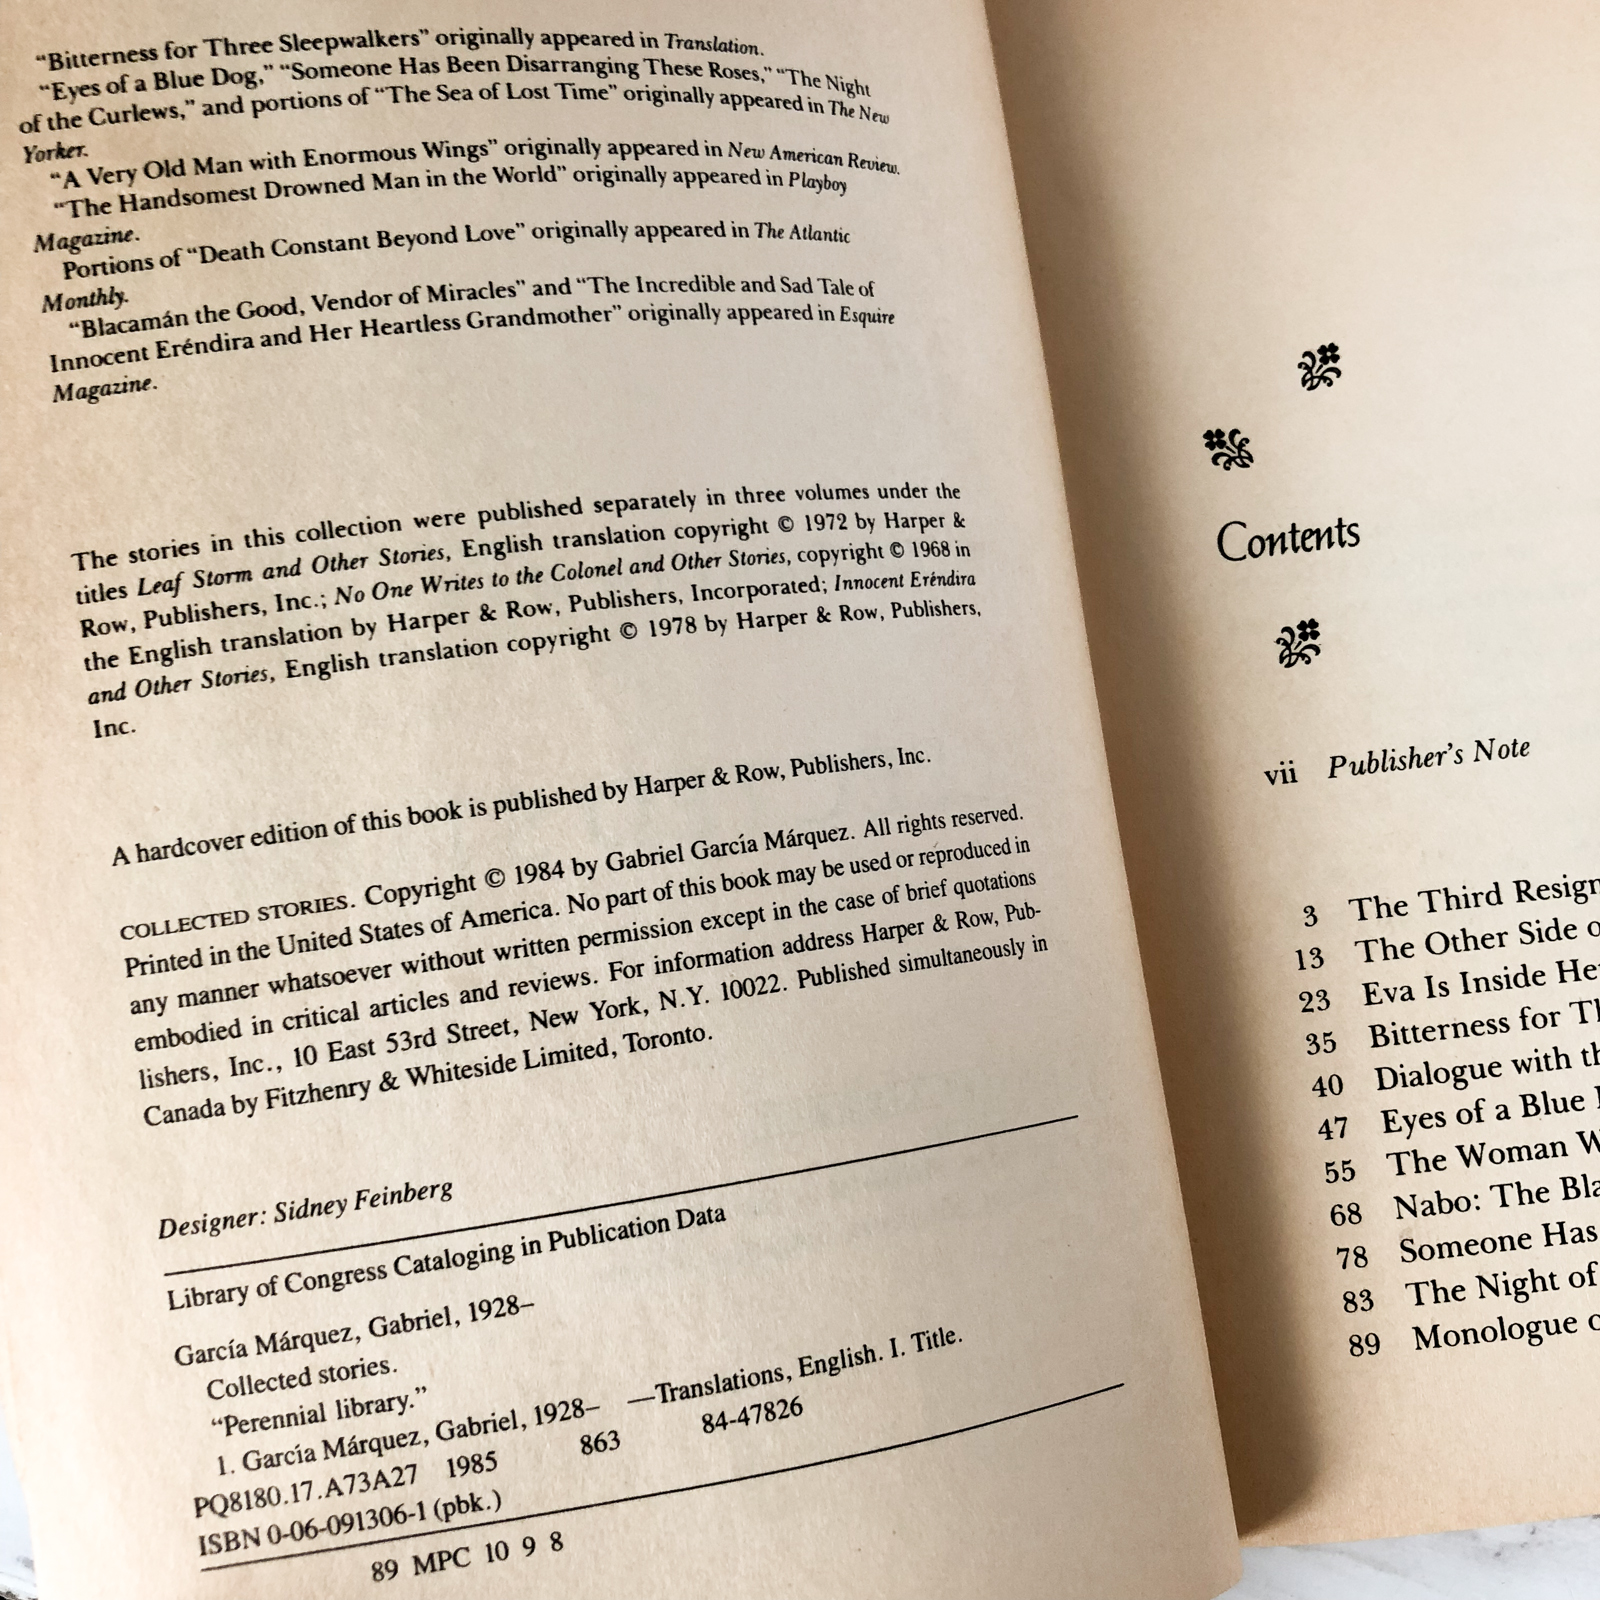 “Bitterness for Three Sleepwalkers” originally appeared in Translation.
“Eyes of a Blue Dog,” “Someone Has Been Disarranging These Roses,” “The Night
of the Curlews,” and portions of “The Sea of Lost Time” originally appeared in The New
Yorker.
“A Very Old Man with Enormous Wings” originally appeared in New American Review.
“The Handsomest Drowned Man in the World” originally appeared in Playboy
Magazine.
Portions of “Death Constant Beyond Love” originally appeared in The Atlantic
Monthly.
“Blacamán the Good, Vendor of Miracles” and “The Incredible and Sad Tale of
Innocent Eréndira and Her Heartless Grandmother” originally appeared in Esquire
Magazine.
The stories in this collection were published separately in three volumes under the
titles Leaf Storm and Other Stories, English translation copyright © 1972 by Harper &
Row, Publishers, Inc.; No One Writes to the Colonel and Other Stories, copyright © 1968 in
the English translation by Harper & Row, Publishers, Incorporated; Innocent Eréndira
and Other Stories, English translation copyright © 1978 by Harper & Row, Publishers,
Inc.
A hardcover edition of this book is published by Harper & Row, Publishers, Inc.
COLLECTED STORIES. Copyright © 1984 by Gabriel García Márquez. All rights reserved.
Printed in the United States of America. No part of this book may be used or reproduced in
any manner whatsoever without written permission except in the case of brief quotations
embodied in critical articles and reviews. For information address Harper & Row, Pub-
lishers, Inc., 10 East 53rd Street, New York, N.Y. 10022. Published simultaneously in
Canada by Fitzhenry & Whiteside Limited, Toronto.
Designer: Sidney Feinberg
Library of Congress Cataloging in Publication Data
García Márquez, Gabriel, 1928–
Collected stories.
“Perennial library.”
1. García Márquez, Gabriel, 1928– —Translations, English. I. Title.
PQ8180.17.A73A27 1985 863 84-47826
ISBN 0-06-091306-1 (pbk.)
89 MPC 10 9 8
Contents
vii Publisher's Note
3 The Third Resign
13 The Other Side o
23 Eva Is Inside He
35 Bitterness for Th
40 Dialogue with th
47 Eyes of a Blue
55 The Woman W
68 Nabo: The Bla
78 Someone Has
83 The Night of
89 Monologue o